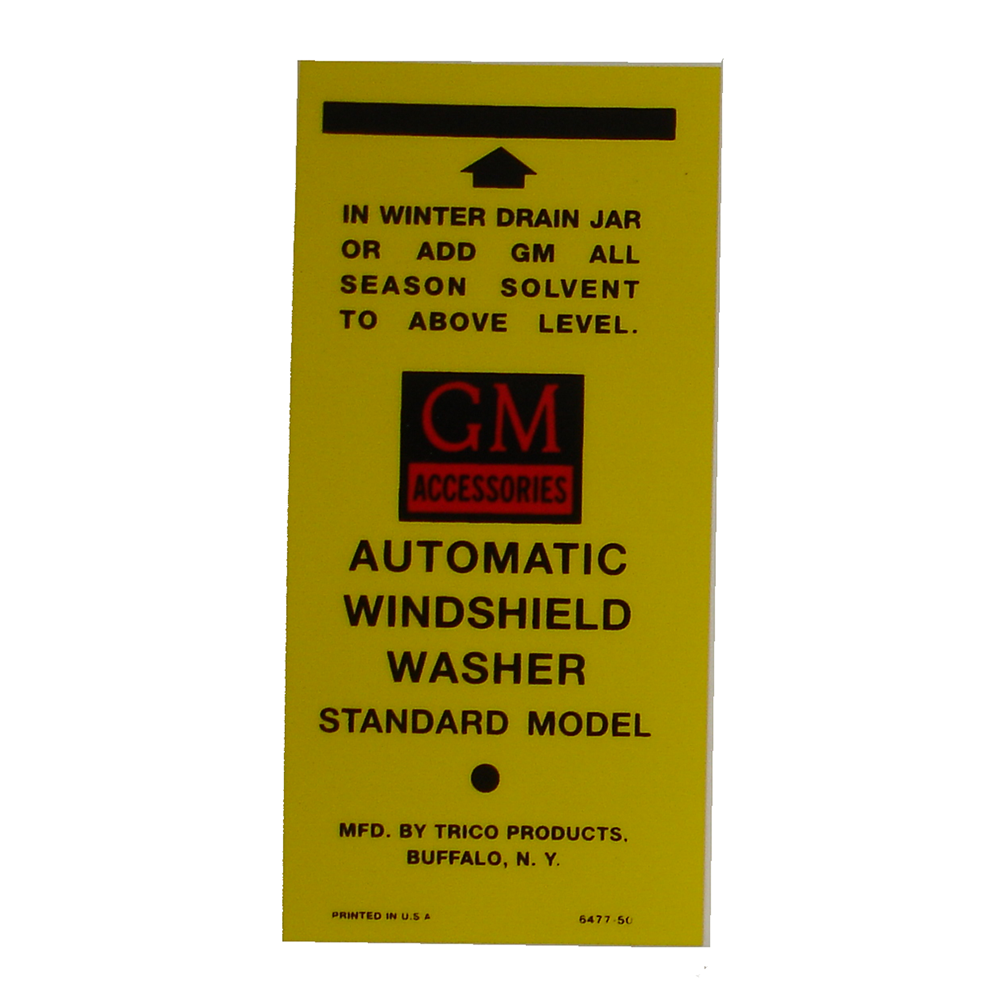 IN WINTER DRAIN JAR
OR ADD GM ALL
SEASON SOLVENT
TO ABOVE LEVEL.
GM
ACCESSORIES
AUTOMATIC
WINDSHIELD
WASHER
STANDARD MODEL
MFD. BY TRICO PRODUCTS.
BUFFALO, N. Y.
PRINTED IN U.S A
6477-50